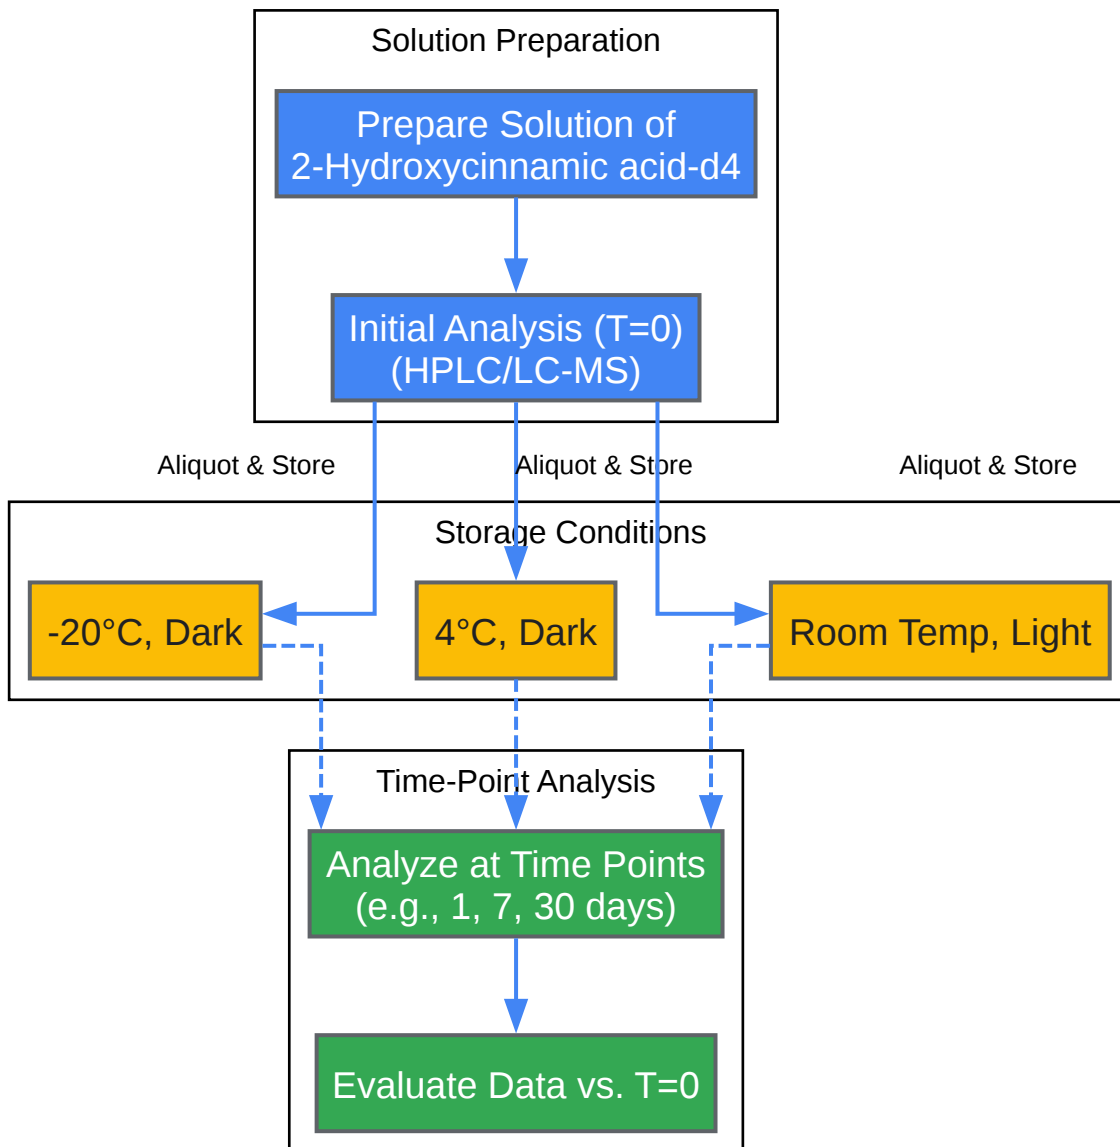 Solution Preparation
Prepare Solution of
2-Hydroxycinnamic acid-d4
Initial Analysis (T=0)
(HPLC/LC-MS)
Aliquot & Store
Aliquot & Store
Aliquot & Store
Storage Conditions
-20°C, Dark
4°C, Dark
Room Temp, Light
Time-Point Analysis
Analyze at Time Points
(e.g., 1, 7, 30 days)
Evaluate Data vs. T=0